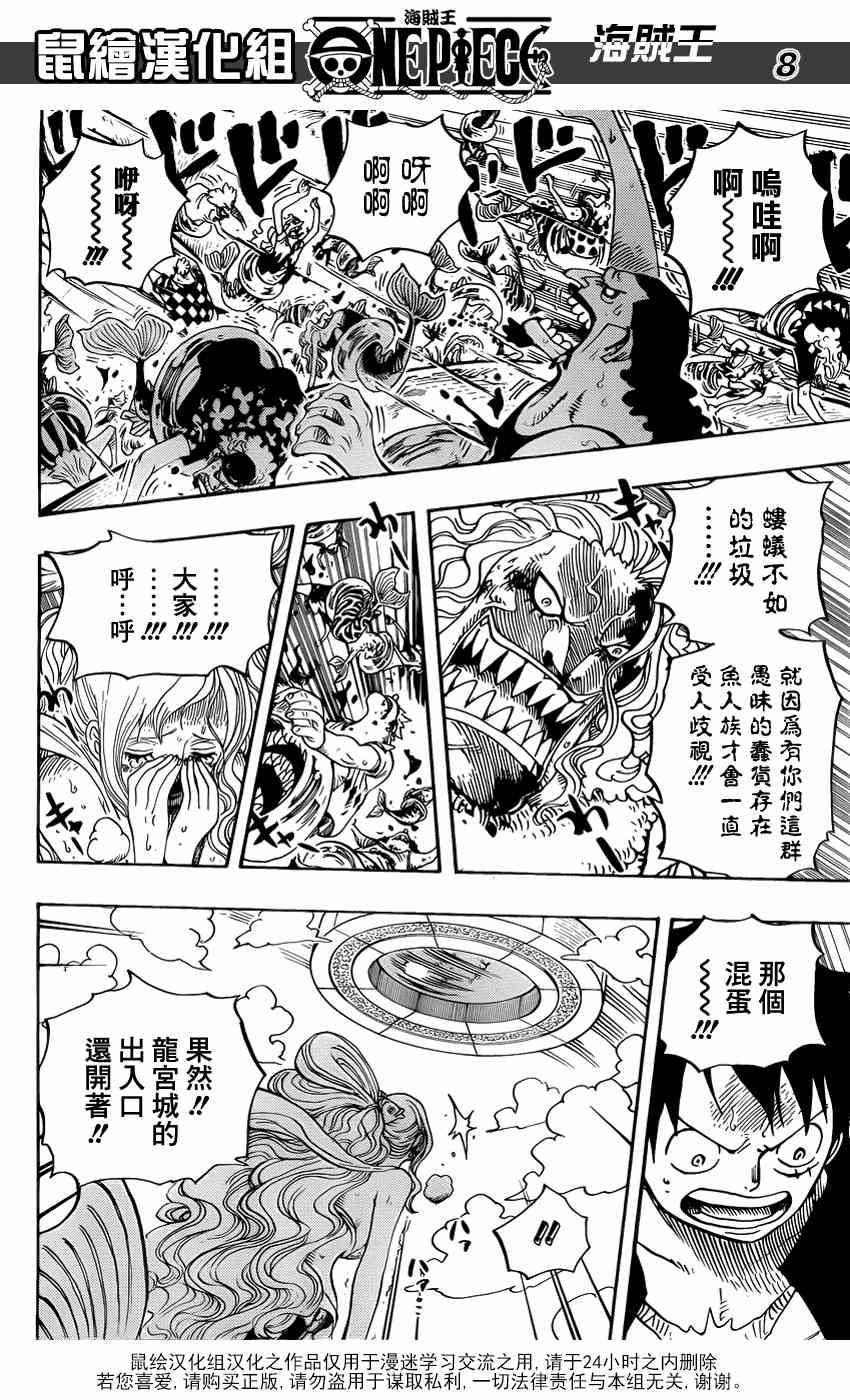 鼠繪漢化組
海賊王
ONE PIECE
海賊王
8
嗚哇啊
啊~~!!!
呀啊啊
啊啊
咿呀
~~!!!
螻蟻不如
的垃圾
……!!!
就因爲有你們這群
愚昧的蠢貨存在
魚人族才會一直
受人歧視!!!
……!!!
大家!!!
……!!!
呼…呼
那個
混蛋
~~!!!
果然!!
龍宮城的
出入口
還開著!!
!!
鼠绘汉化组汉化之作品仅用于漫迷学习交流之用, 请于24小时之内删除
若您喜爱, 请购买正版, 请勿盗用于谋取私利, 一切法律责任与本组无关, 谢谢。